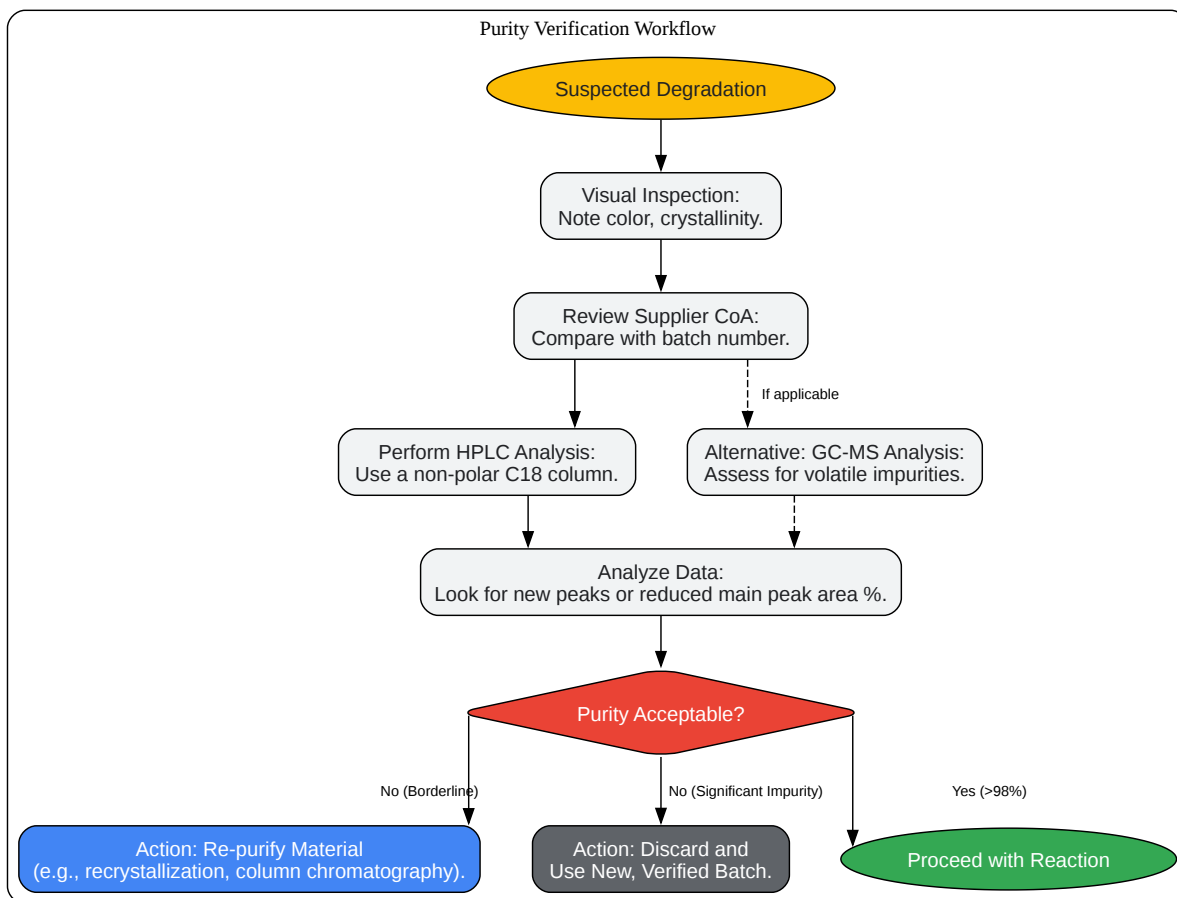 Purity Verification Workflow
Suspected Degradation
Visual Inspection:
Note color, crystallinity.
Review Supplier CoA:
Compare with batch number.
If applicable
Perform HPLC Analysis:
Use a non-polar C18 column.
Alternative: GC-MS Analysis:
Assess for volatile impurities.
Analyze Data:
Look for new peaks or reduced main peak area %.
Purity Acceptable?
No (Borderline)
No (Significant Impurity)
Yes (>98%)
Action: Re-purify Material
(e.g., recrystallization, column chromatography).
Action: Discard and
Use New, Verified Batch.
Proceed with Reaction